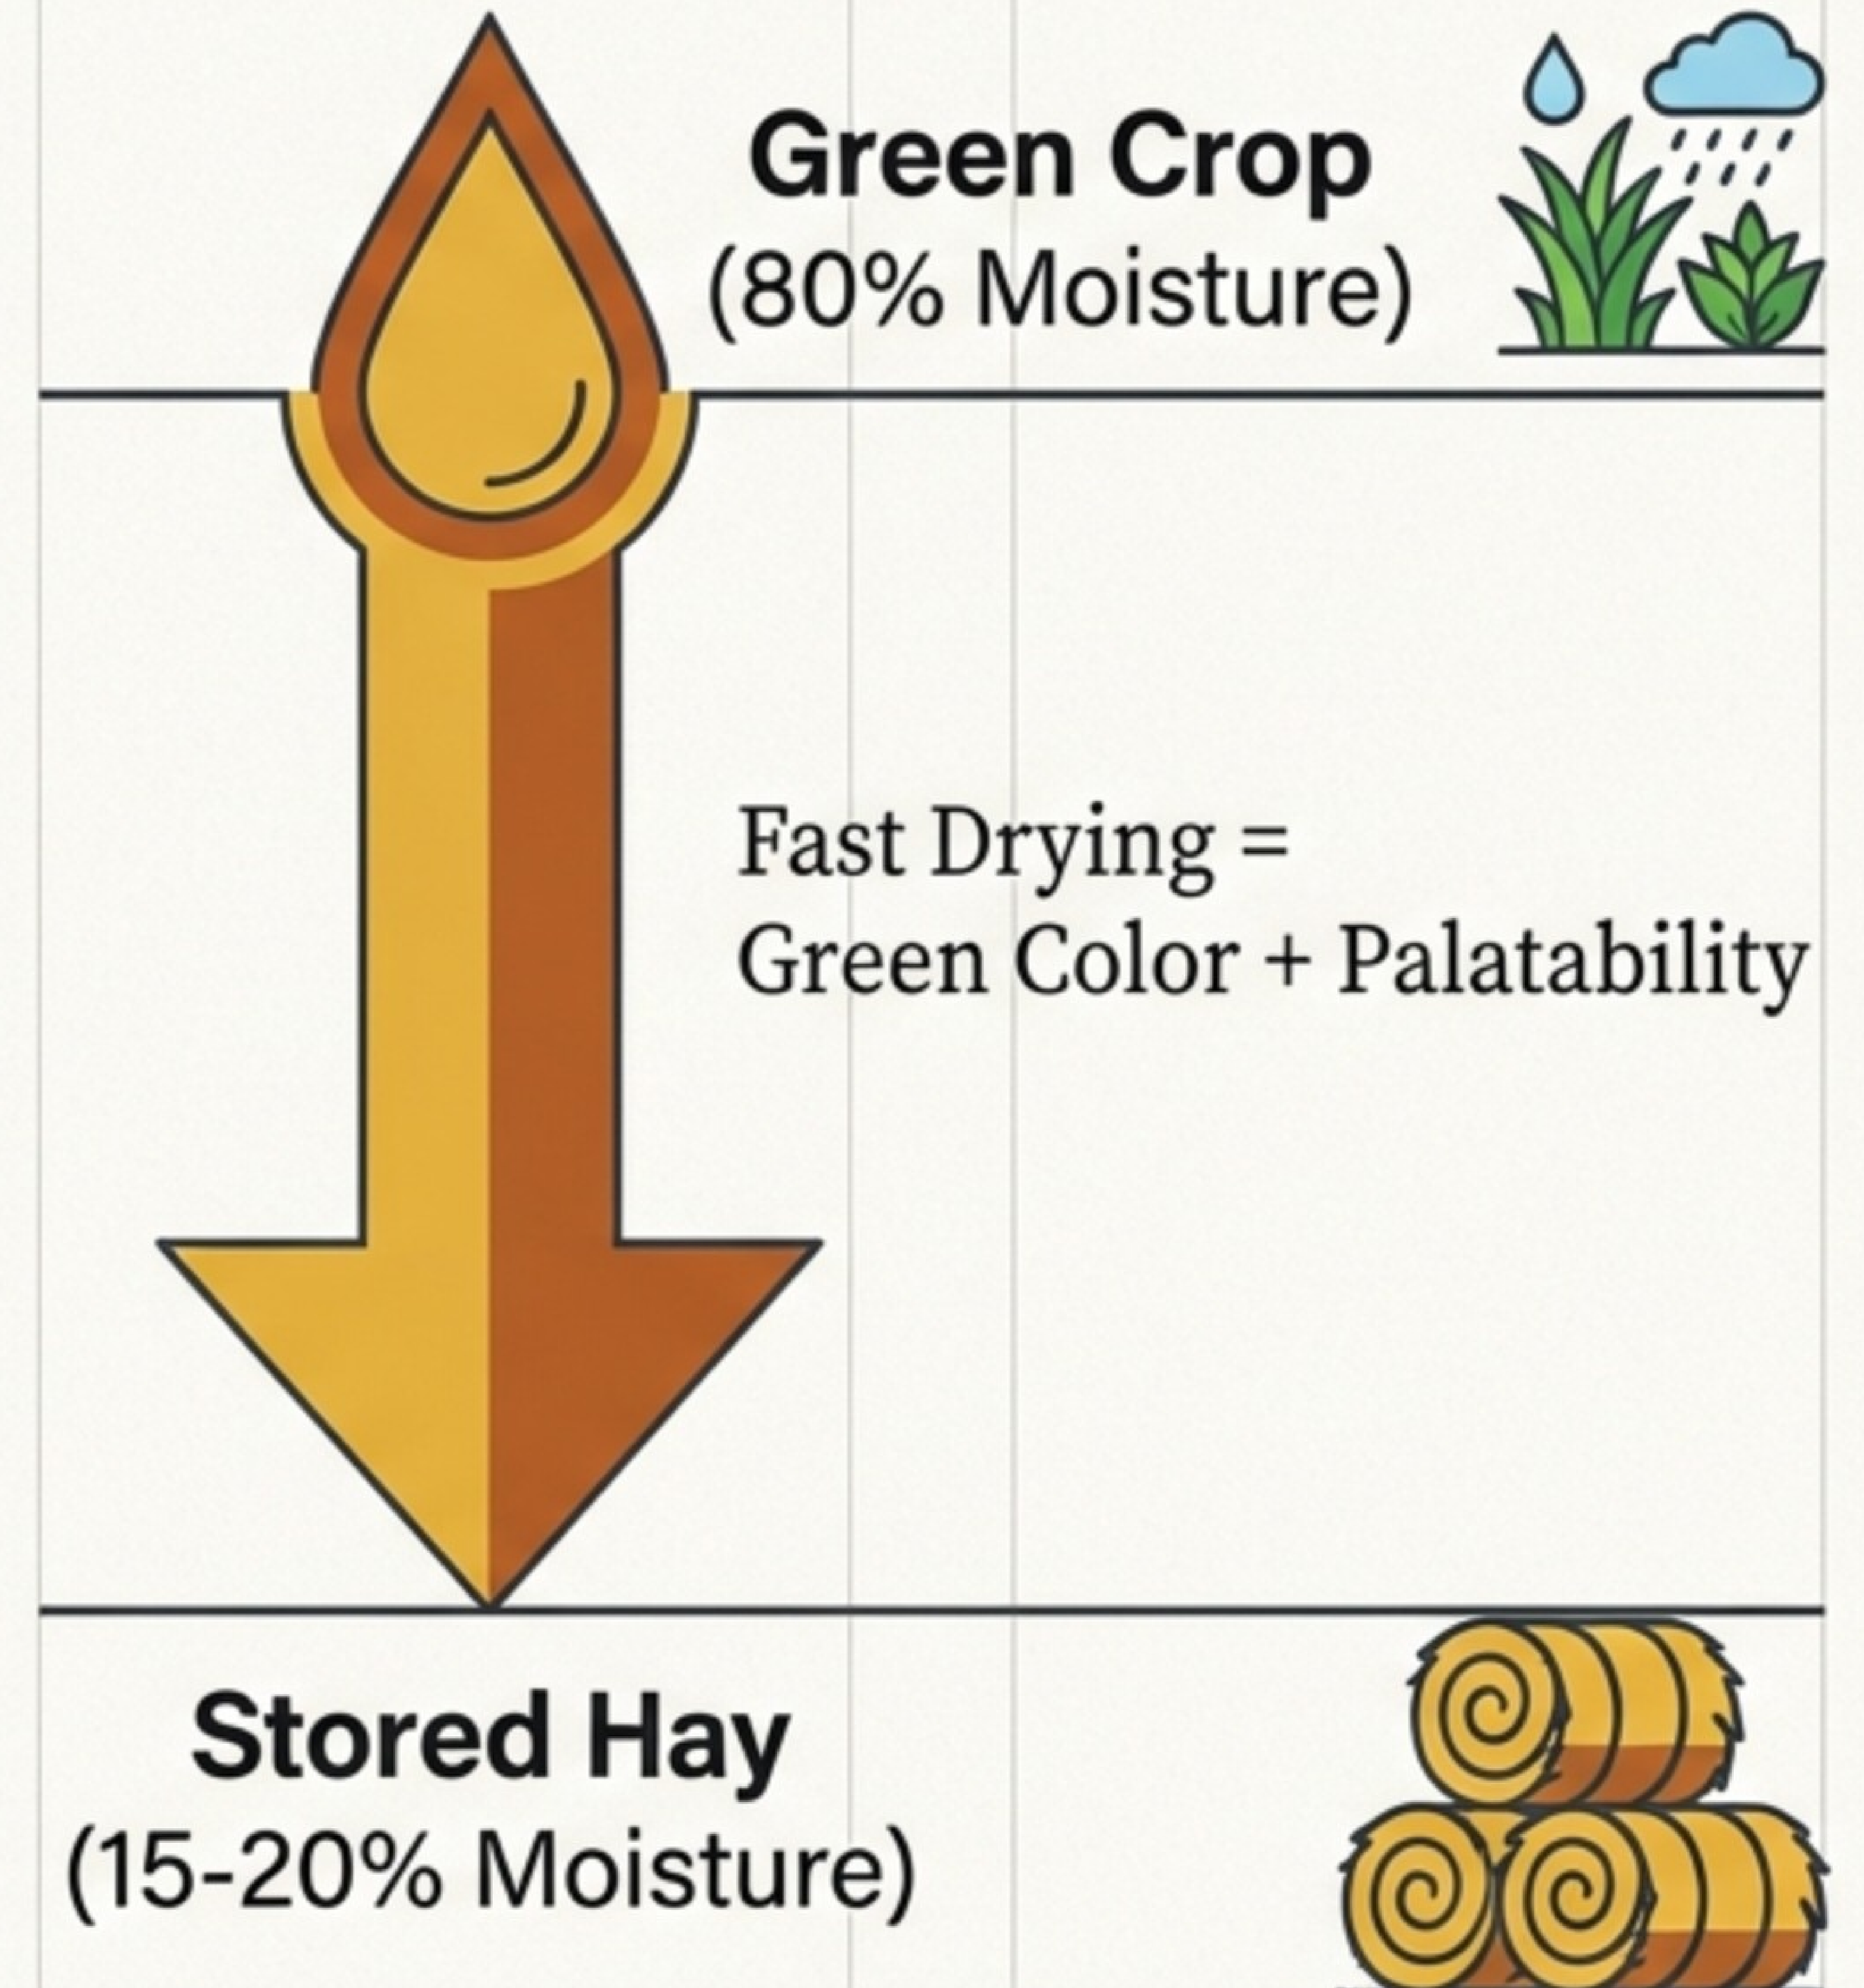 Green Crop
(80% Moisture)
Fast Drying =
Green Color + Palatability
Stored Hay
(15-20% Moisture)